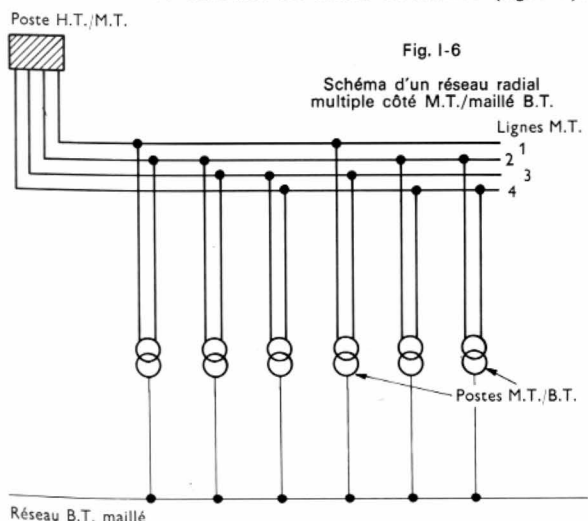 Poste H.T./M.T.
Fig. I-6
Schéma d'un réseau radial
multiple côté M.T./maillé B.T.
Lignes M.T.
1
2
3
4
Postes M.T./B.T.
Réseau B.T. maillé